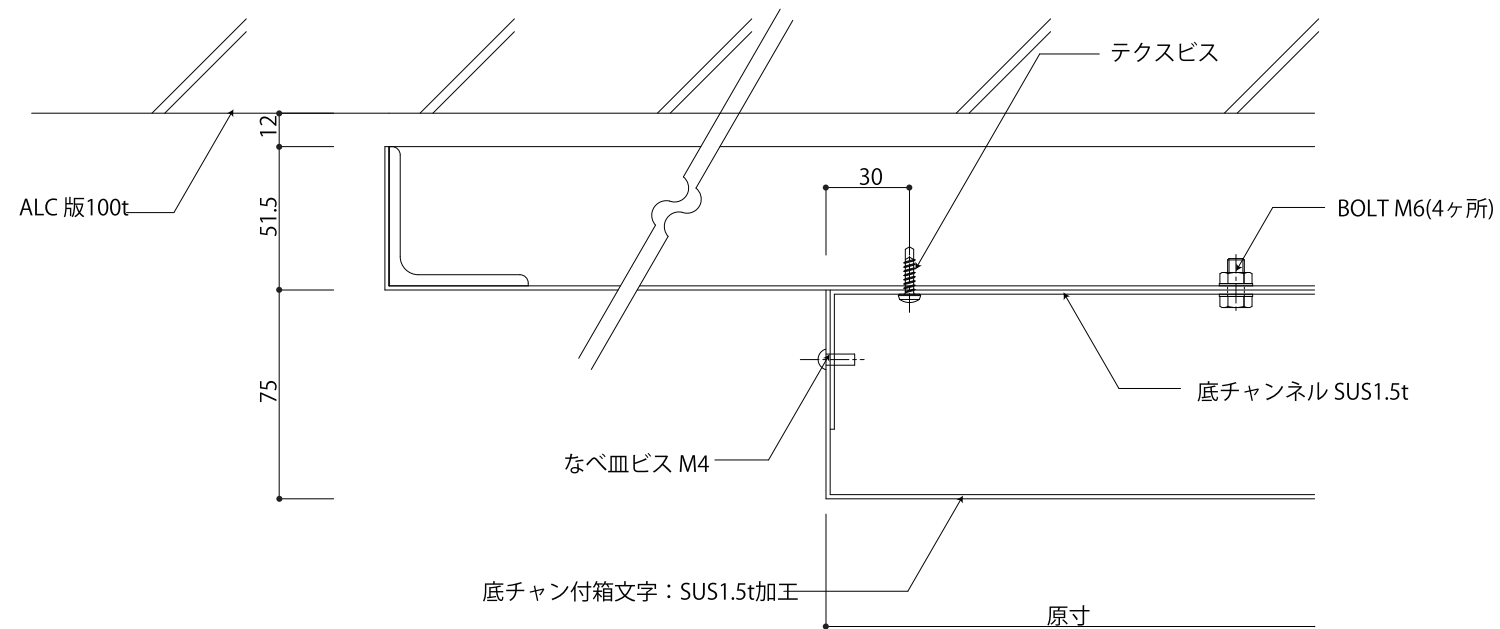 テクスビス
12
ALC 版100t
51.5
30
BOLT M6(4ヶ所)
75
底チャンネル SUS1.5t
なべ皿ビス M4
底チャン付箱文字：SUS1.5t加工
原寸